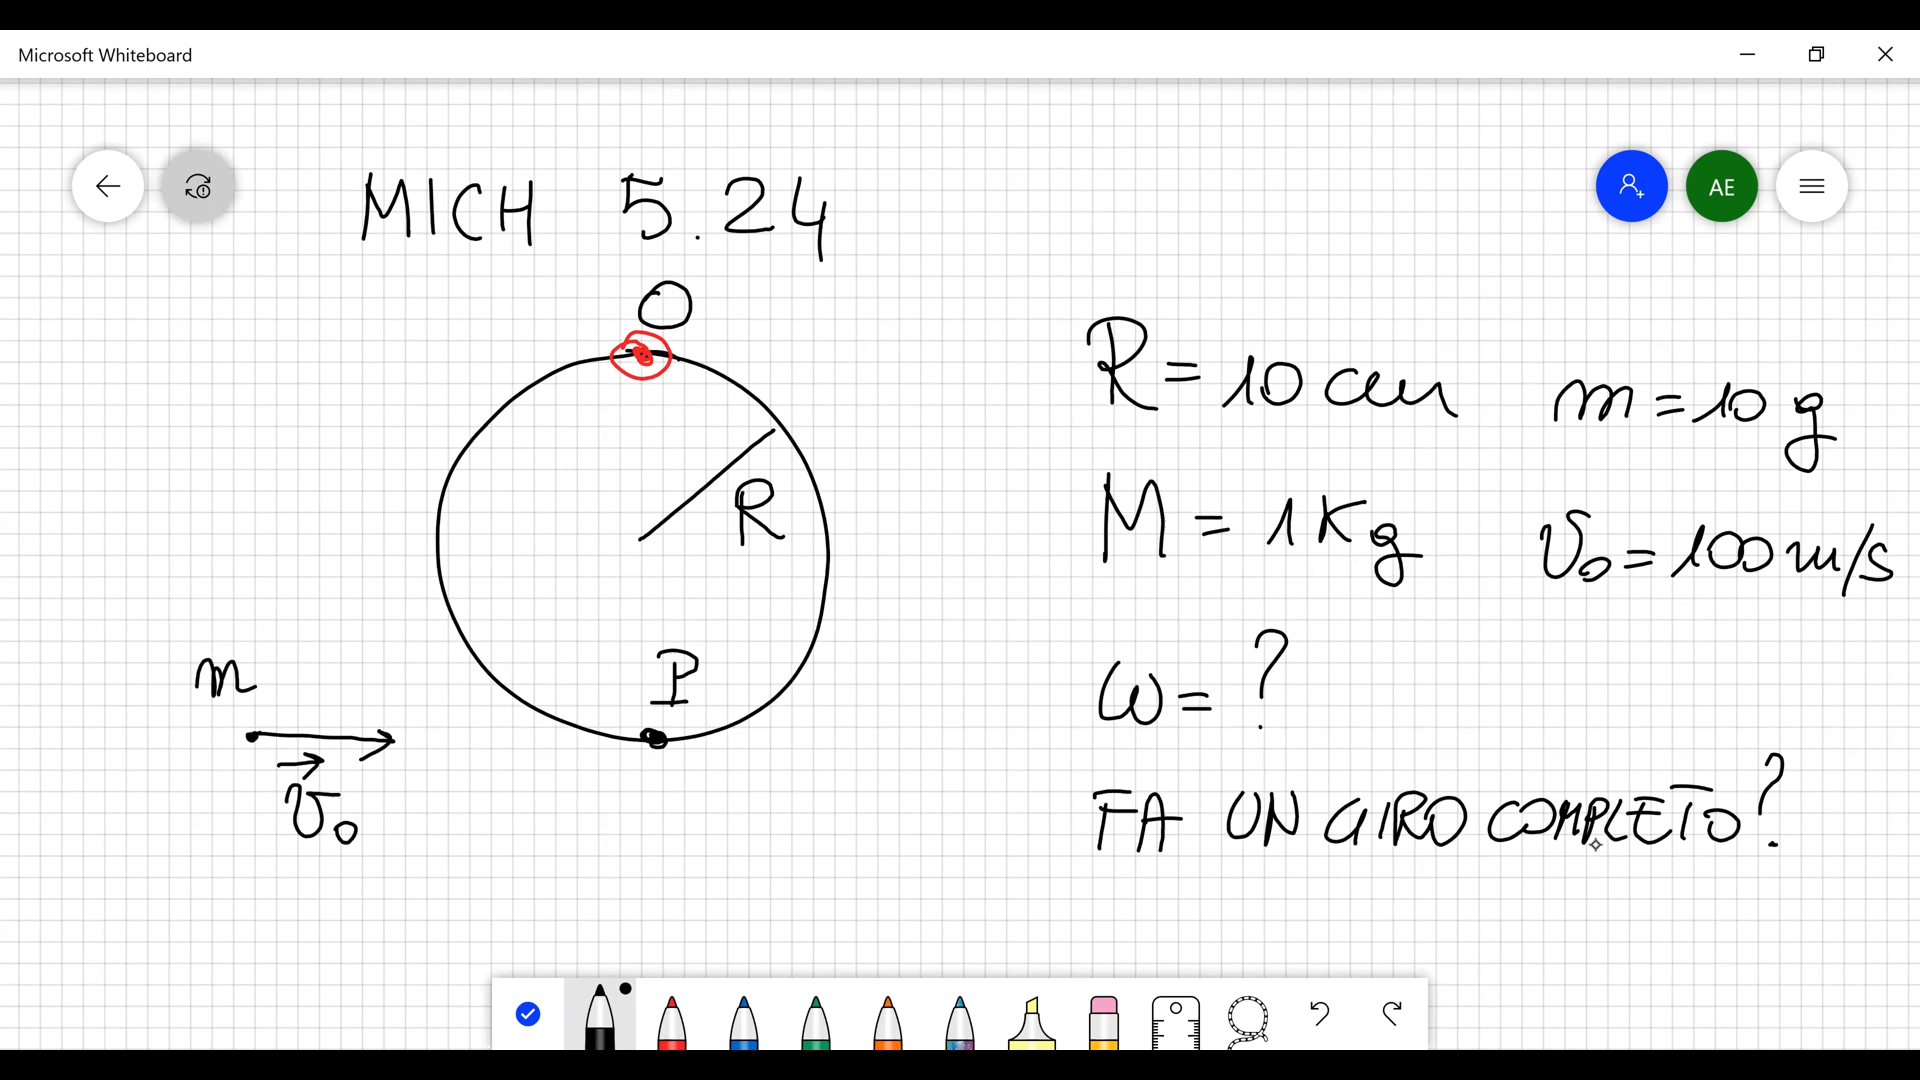 Microsoft Whiteboard
AE
MICH 5.24
O
R
P
m
v₀
R = 10 cm
m = 10 g
M = 1 Kg
v₀ = 100 m/s
ω = ?
FA UN GIRO COMPLETO?